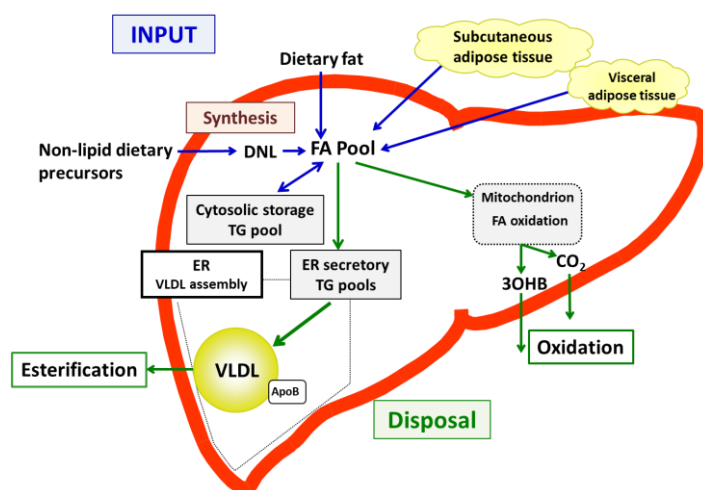 INPUT
Dietary fat
Subcutaneous
adipose tissue
Visceral
adipose tissue
Synthesis
Non-lipid dietary
precursors
DNL
FA Pool
Cytosolic storage
TG pool
Mitochondrion
FA oxidation
ER
VLDL assembly
ER secretory
TG pools
3OHB
CO₂
Esterification
VLDL
ApoB
Oxidation
Disposal